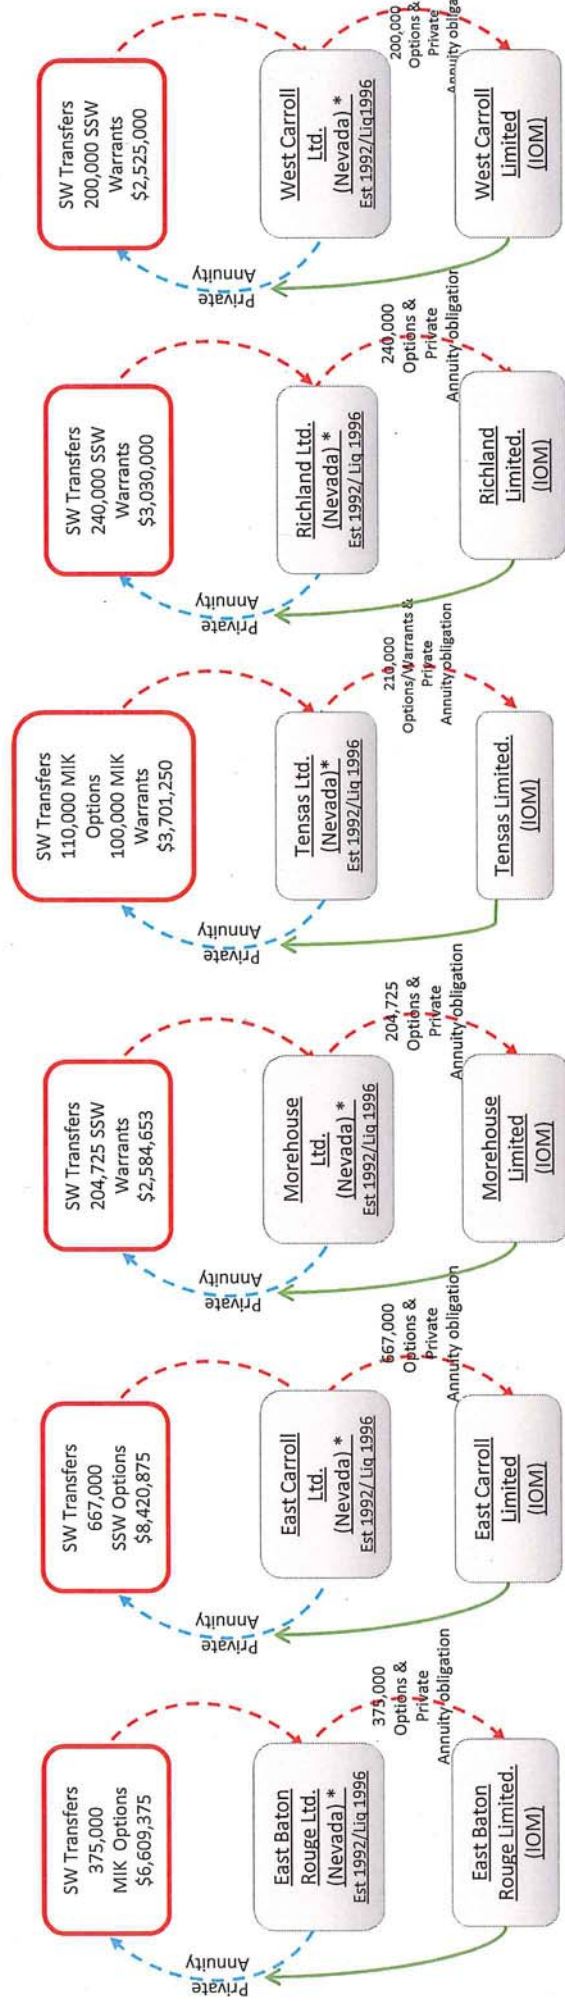 SW Transfers
375,000
MIK Options
$6,609,375
Private
Annuity
East Baton
Rouge Ltd.
(Nevada) *
Est 1992/Liq 1996
375,000
Options &
Private
Annuity obligation
East Baton
Rouge Limited.
(IOM)
SW Transfers
667,000
SSW Options
$8,420,875
Private
Annuity
East Carroll
Ltd.
(Nevada) *
Est 1992/ Liq 1996
667,000
Options &
Private
Annuity obligation
East Carroll
Limited
(IOM)
SW Transfers
204,725 SSW
Warrants
$2,584,653
Private
Annuity
Morehouse
Ltd.
(Nevada) *
Est 1992/Liq 1996
204,725
Options &
Private
Annuity obligation
Morehouse
Limited
(IOM)
SW Transfers
110,000 MIK
Options
100,000 MIK
Warrants
$3,701,250
Private
Annuity
Tensas Ltd.
(Nevada)*
Est 1992/Liq 1996
210,000
Options/Warrants &
Private
Annuity obligation
Tensas Limited.
(IOM)
SW Transfers
240,000 SSW
Warrants
$3,030,000
Private
Annuity
Richland Ltd.
(Nevada) *
Est 1992/ Liq 1996
240,000
Options &
Private
Annuity obligation
Richland
Limited.
(IOM)
SW Transfers
200,000 SSW
Warrants
$2,525,000
Private
Annuity
West Carroll
Ltd.
(Nevada) *
Est 1992/Liq1996
200,000
Options &
Private
Annuity obliga
West Carroll
Limited
(IOM)